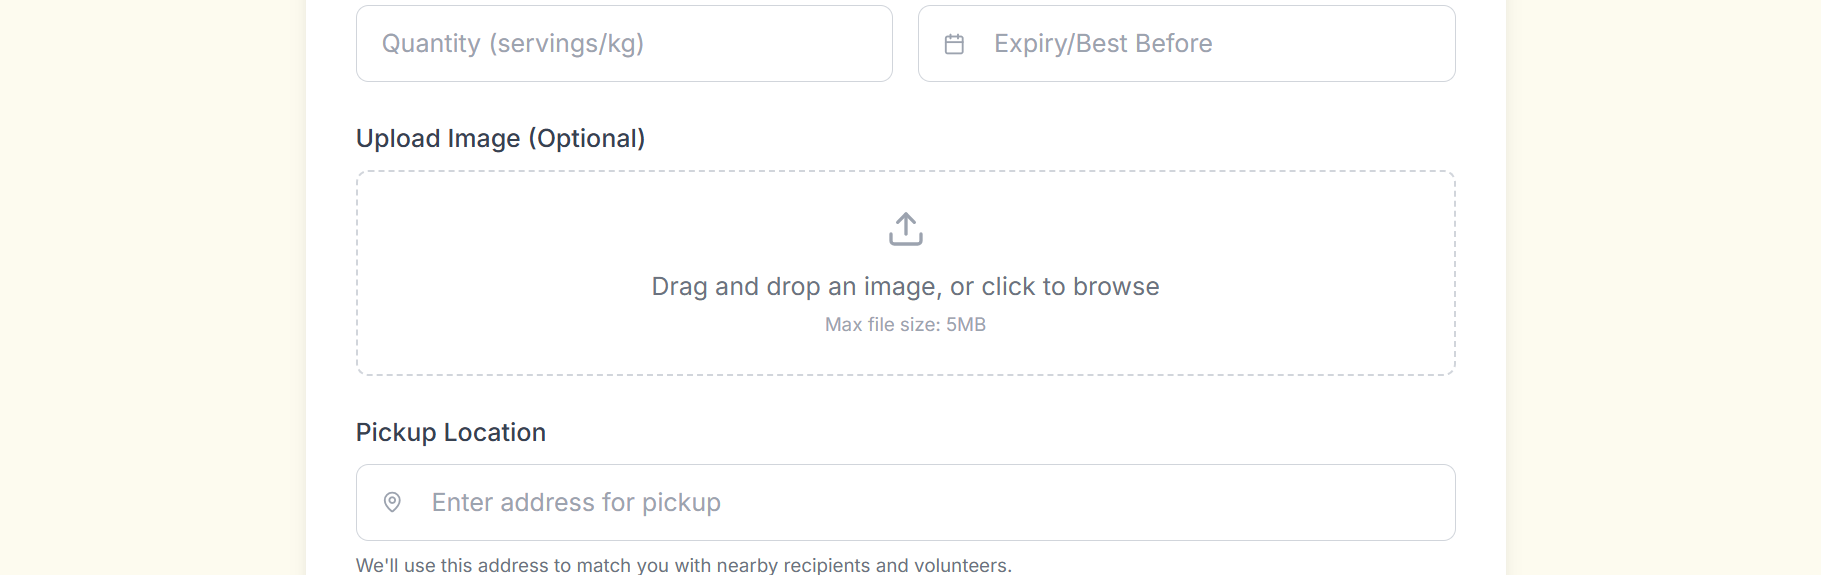 Quantity (servings/kg)
Expiry/Best Before
Upload Image (Optional)
Drag and drop an image, or click to browse
Max file size: 5MB
Pickup Location
Enter address for pickup
We'll use this address to match you with nearby recipients and volunteers.